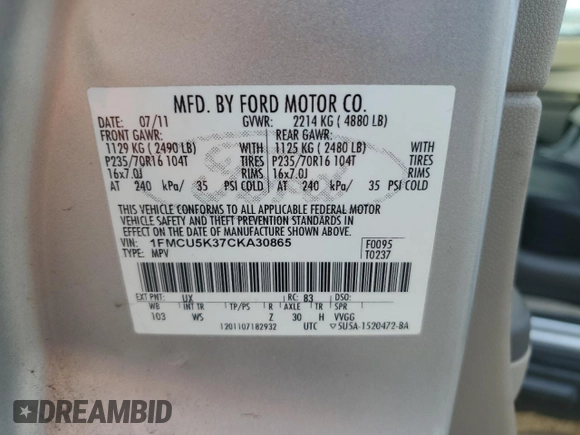 MFD. BY FORD MOTOR CO.
DATE: 07/11 GVWR: 2214 KG ( 4880 LB)
FRONT GAWR: REAR GAWR:
1129 KG ( 2490 LB) WITH 1125 KG ( 2480 LB) WITH
P235/70R16 104T TIRES P235/70R16 104T TIRES
16x7.0J RIMS 16x7.0J RIMS
AT 240 kPa/ 35 PSI COLD AT 240 kPa/ 35 PSI COLD
THIS VEHICLE CONFORMS TO ALL APPLICABLE FEDERAL MOTOR
VEHICLE SAFETY AND THEFT PREVENTION STANDARDS IN
EFFECT ON THE DATE OF MANUFACTURE SHOWN ABOVE.
VIN: 1FMCU5K37CKA30865 F0095
TYPE: MPV T0237
EXT PNT: UX RC: 83 DSO:
WB INT TR TP/PS R AXLE TR SPR
103 WS Z 30 H VVGG
1201107182932 UTC 5U5A-1520472-BA
DREAMBID